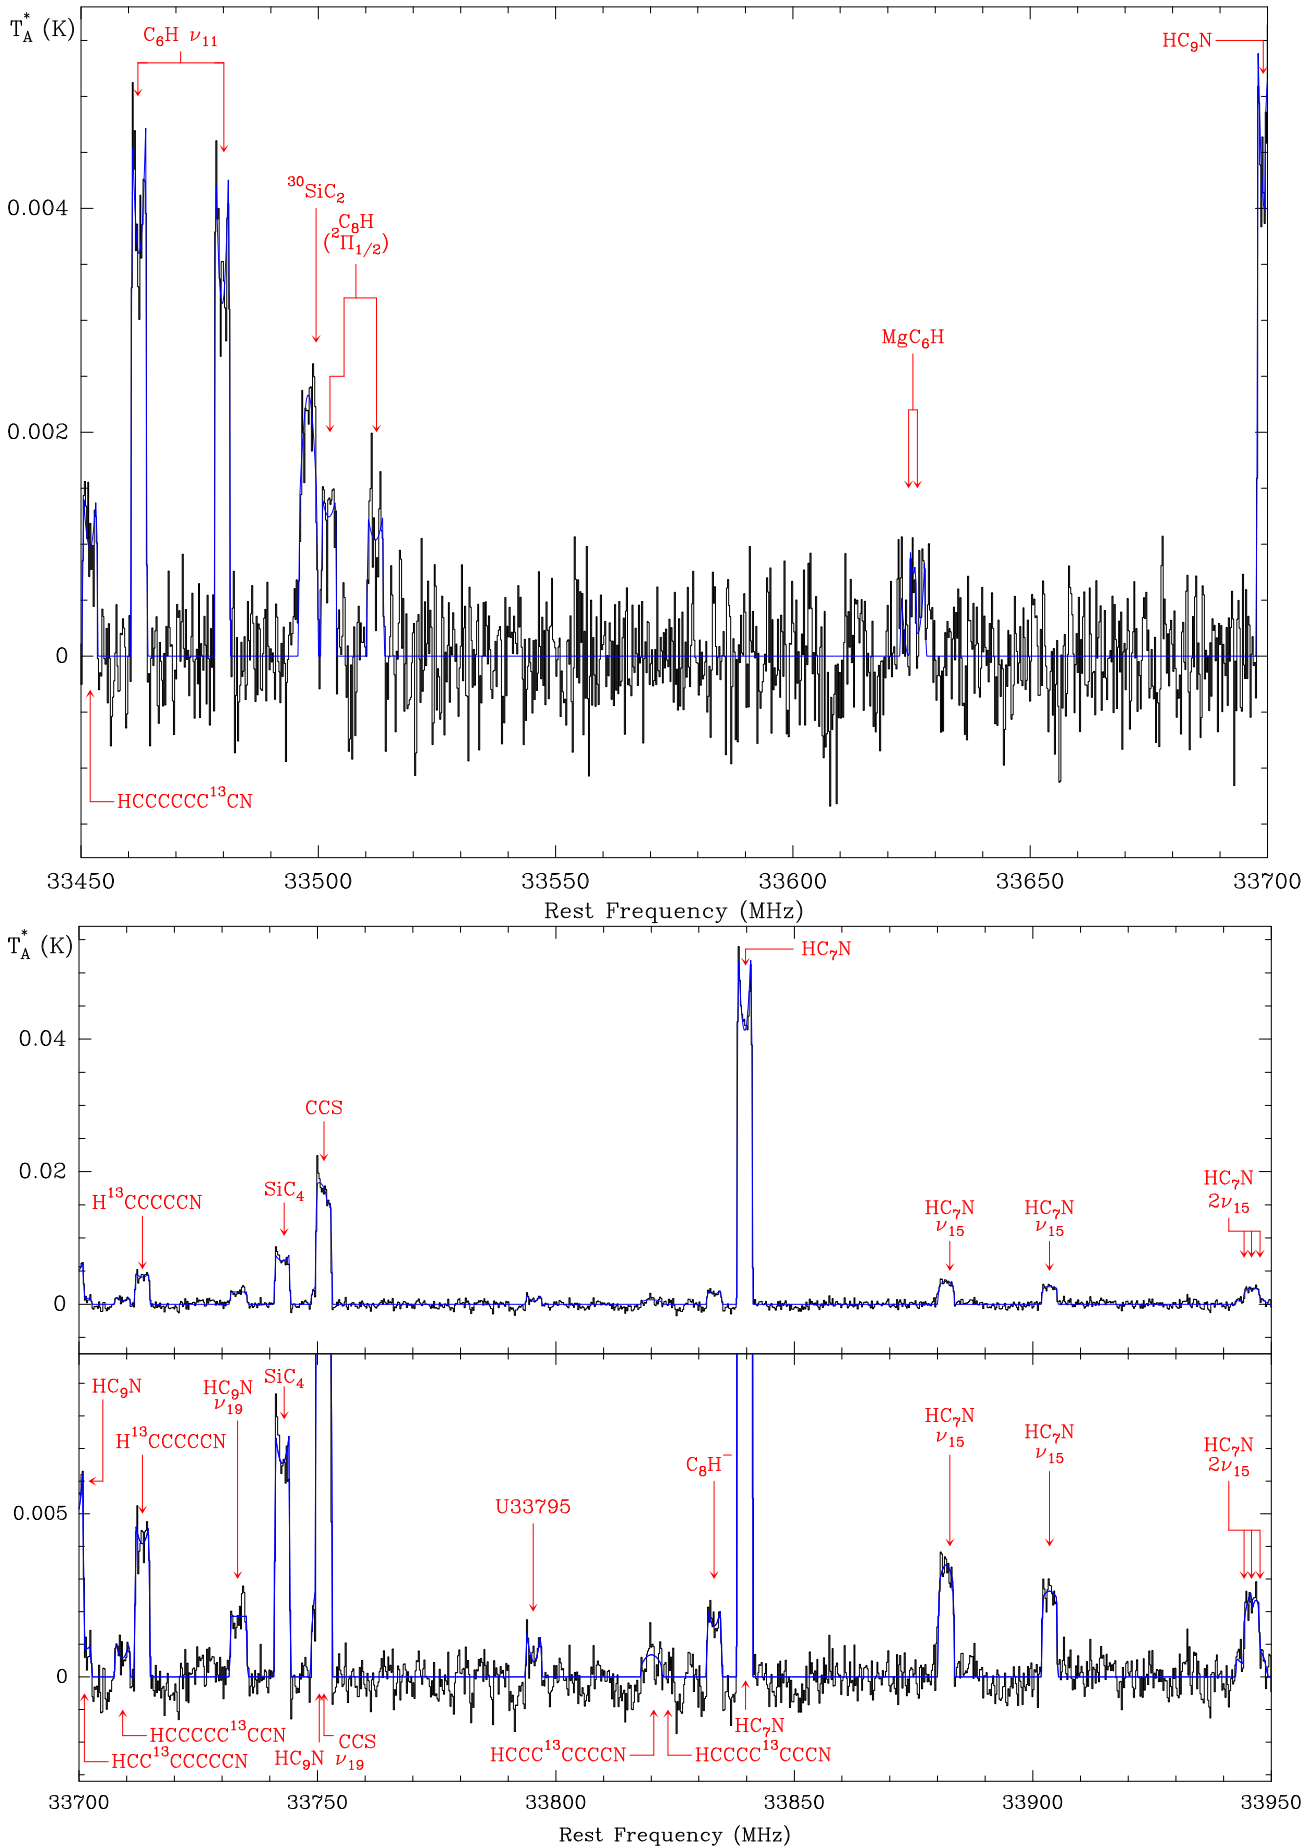 T*A (K)
C6H ν11
HC9N
30SiC2
C8H
(2Π1/2)
0.004
MgC6H
0.002
0
HCCCCCC13CN
33450 33500 33550 33600 33650 33700
Rest Frequency (MHz)
T*A (K)
HC7N
0.04
CCS
0.02
H13CCCCCN
SiC4
HC7N
ν15
HC7N
ν15
HC7N
2ν15
0
HC9N
HC9N
ν19
SiC4
H13CCCCCN
C8H−
HC7N
ν15
HC7N
ν15
HC7N
2ν15
U33795
0.005
0
HCCCCC13CCN
HCC13CCCCCN
HC9N ν19
CCS
HCCC13CCCCN
HCCCC13CCCN
HC7N
33700 33750 33800 33850 33900 33950
Rest Frequency (MHz)